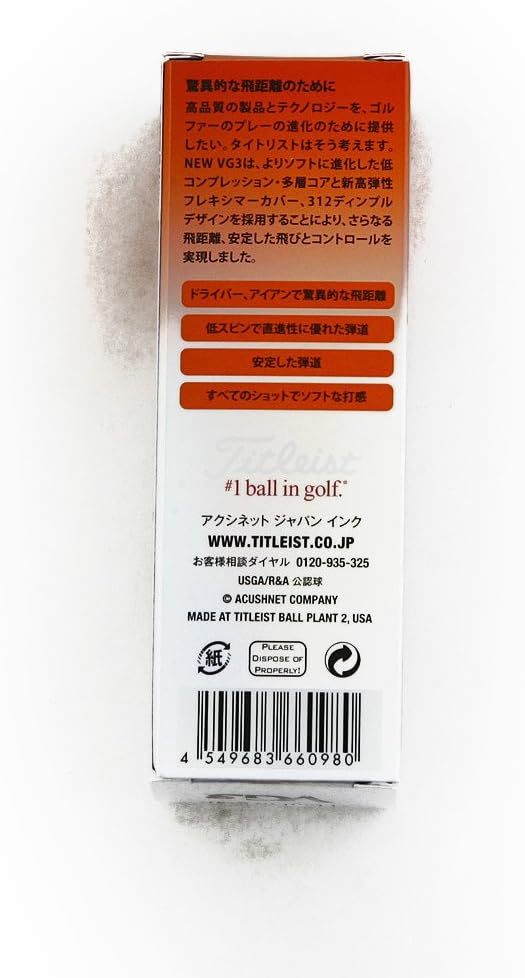 驚異的な飛距離のために
高品質の製品とテクノロジーを、ゴル
ファーのプレーの進化のために提供
したい。タイトリストはそう考えます。
NEW VG3は、よりソフトに進化した低
コンプレッション・多層コアと新高弾性
フレキシマーカバー、312ディンプル
デザインを採用することにより、さらなる
飛距離、安定した飛びとコントロールを
実現しました。
ドライバー、アイアンで驚異的な飛距離
低スピンで直進性に優れた弾道
安定した弾道
すべてのショットでソフトな打感
Titleist
#1 ball in golf.®
アクシネット ジャパン インク
WWW.TITLEIST.CO.JP
お客様相談ダイヤル 0120-935-325
USGA/R&A 公認球
© ACUSHNET COMPANY
MADE AT TITLEIST BALL PLANT 2, USA
紙
PLEASE
DISPOSE OF
PROPERLY!
4 549683 660980